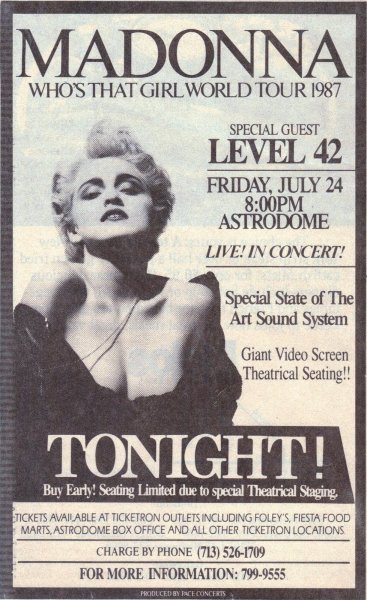 MADONNA
WHO'S THAT GIRL WORLD TOUR 1987
SPECIAL GUEST
LEVEL 42
FRIDAY, JULY 24
8:00PM
ASTRODOME
LIVE! IN CONCERT!
Special State of The
Art Sound System
Giant Video Screen
Theatrical Seating!!
TONIGHT!
Buy Early! Seating Limited due to special Theatrical Staging.
TICKETS AVAILABLE AT TICKETRON OUTLETS INCLUDING FOLEY'S, FIESTA FOOD
MARTS, ASTRODOME BOX OFFICE AND ALL OTHER TICKETRON LOCATIONS
CHARGE BY PHONE (713) 526-1709
FOR MORE INFORMATION: 799-9555
PRODUCED BY PACE CONCERTS